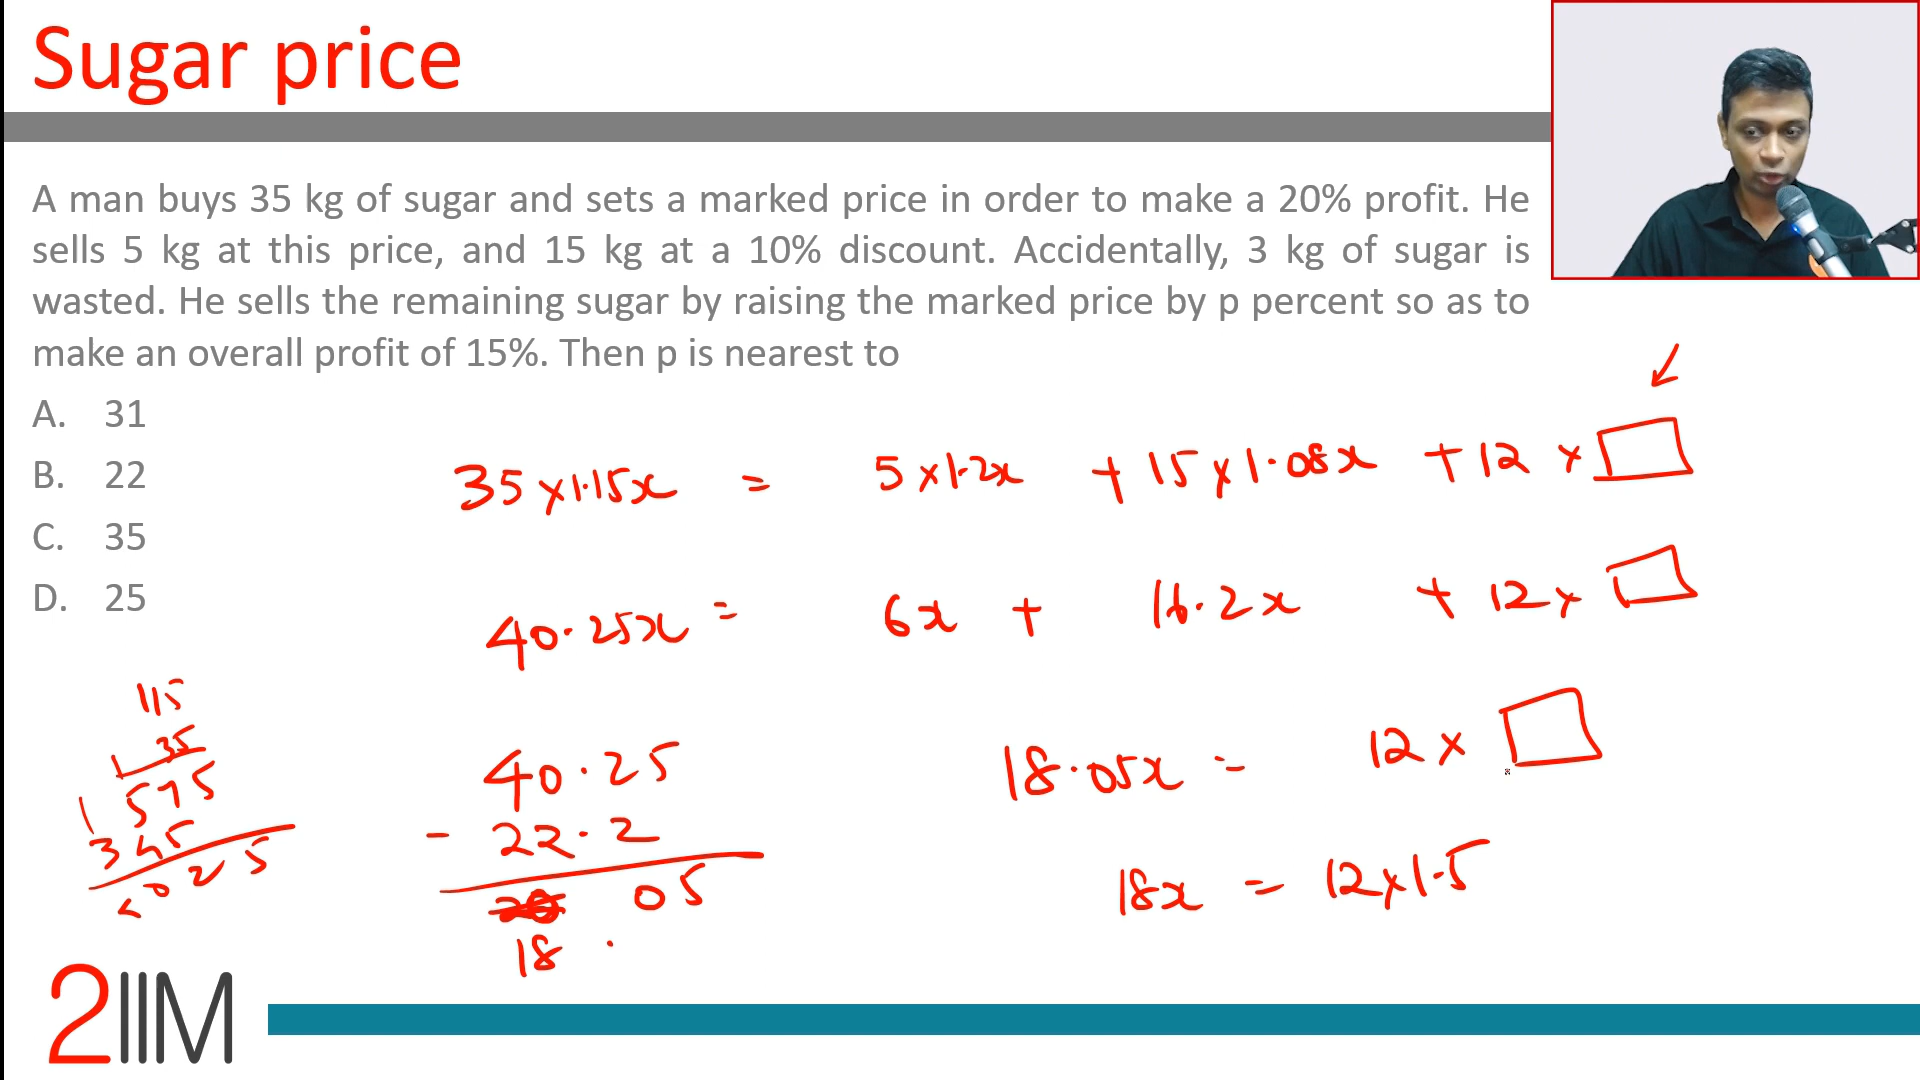 Sugar price
A man buys 35 kg of sugar and sets a marked price in order to make a 20% profit. He
sells 5 kg at this price, and 15 kg at a 10% discount. Accidentally, 3 kg of sugar is
wasted. He sells the remaining sugar by raising the marked price by p percent so as to
make an overall profit of 15%. Then p is nearest to
A. 31
B. 22
C. 35
D. 25
35 x 1.15x = 5 x 1.2x + 15 x 1.08x + 12 x
40.25x = 6x + 16.2x + 12 x
115
35
575
345
4025
40.25
- 22.2
18.05
18.05x = 12 x
18x = 12 x 1.5
2IIM